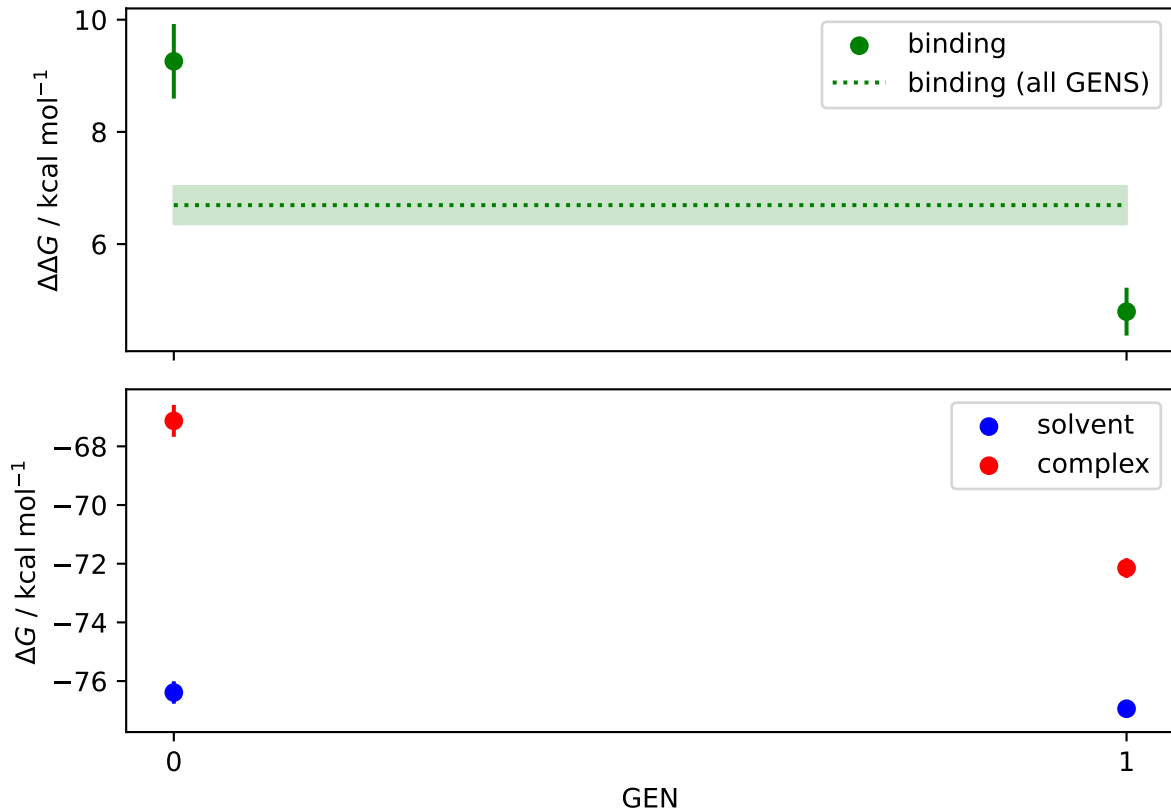 10
8
6
ΔΔG / kcal mol⁻¹
binding
binding (all GENS)
−68
−70
−72
−74
−76
ΔG / kcal mol⁻¹
solvent
complex
0
1
GEN